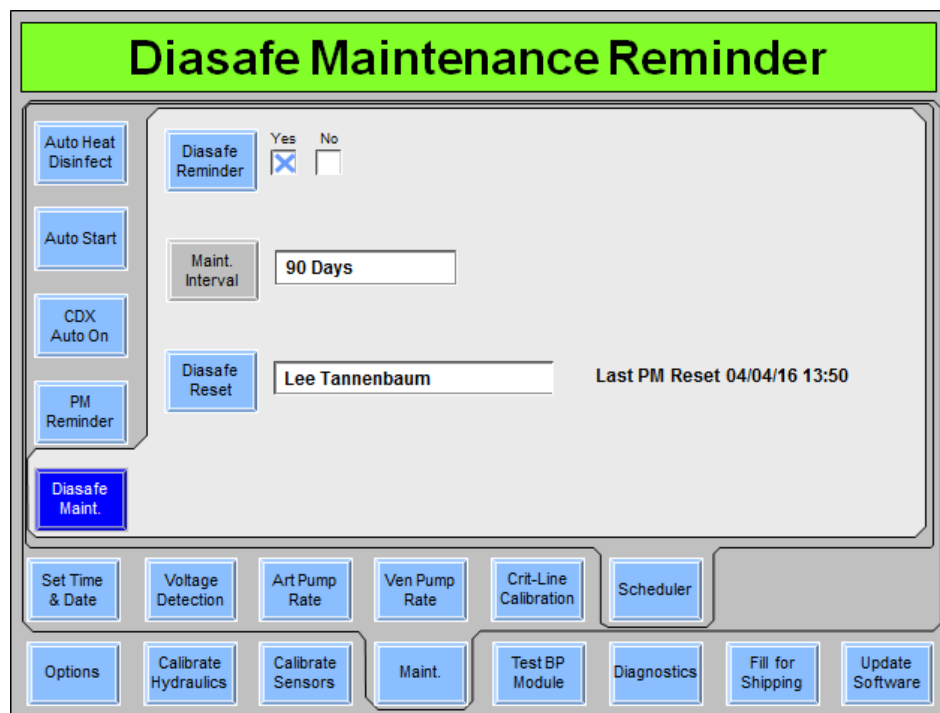 Diasafe Maintenance Reminder
Auto Heat
Disinfect
Diasafe
Reminder
Yes No
Auto Start
Maint.
Interval
90 Days
CDX
Auto On
Diasafe
Reset
Lee Tannenbaum
Last PM Reset 04/04/16 13:50
PM
Reminder
Diasafe
Maint.
Set Time
& Date
Voltage
Detection
Art Pump
Rate
Ven Pump
Rate
Crit-Line
Calibration
Scheduler
Options
Calibrate
Hydraulics
Calibrate
Sensors
Maint.
Test BP
Module
Diagnostics
Fill for
Shipping
Update
Software